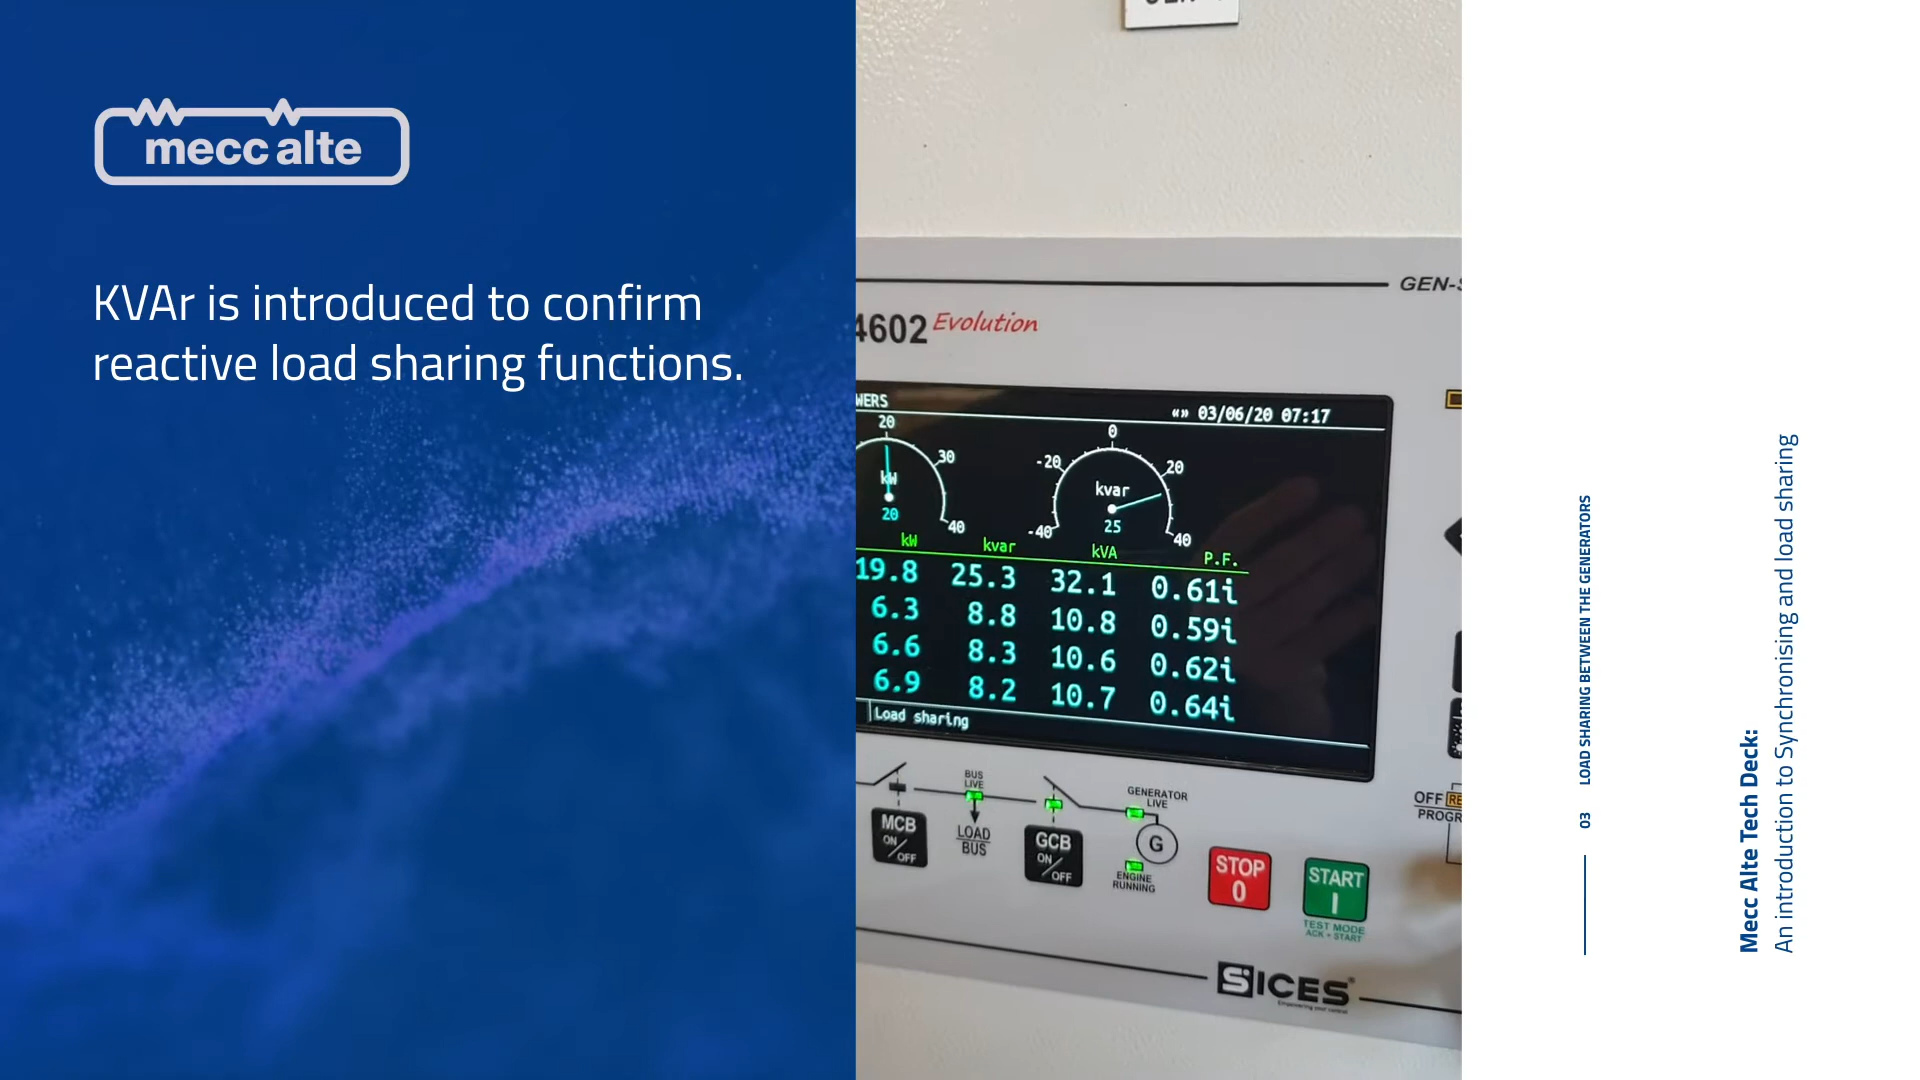 mecc alte
KVAr is introduced to confirm
reactive load sharing functions.
GEN-S
4602 Evolution
WERS
«» 03/06/20 07:17
20
30
kW
20
40
0
-20
20
kvar
-40
25
40
kW kvar kVA P.F.
19.8 25.3 32.1 0.61i
6.3 8.8 10.8 0.59i
6.6 8.3 10.6 0.62i
6.9 8.2 10.7 0.64i
Load sharing
BUS
LIVE
GENERATOR
LIVE
MCB
ON
OFF
LOAD
BUS
GCB
ON
OFF
G
ENGINE
RUNNING
STOP
0
START
I
TEST MODE
ACK + START
OFF RE
PROGR
SICES
03 LOAD SHARING BETWEEN THE GENERATORS
Mecc Alte Tech Deck:
An introduction to Synchronising and load sharing